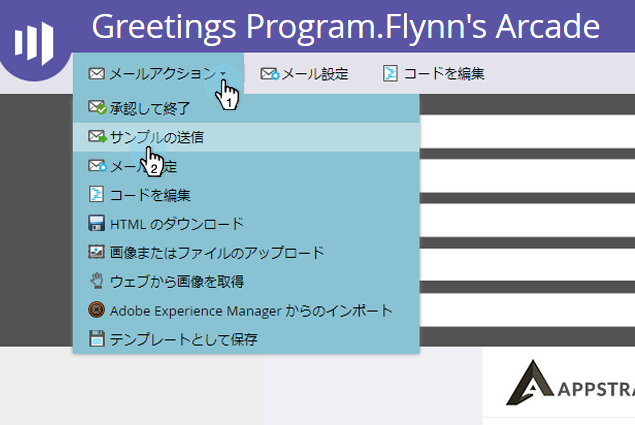 Greetings Program.Flynn's Arcade
メールアクション メール設定 コードを編集
1
承認して終了
サンプルの送信
2
メール設定
コードを編集
HTML のダウンロード
画像またはファイルのアップロード
ウェブから画像を取得
Adobe Experience Manager からのインポート
テンプレートとして保存
APPSTRA